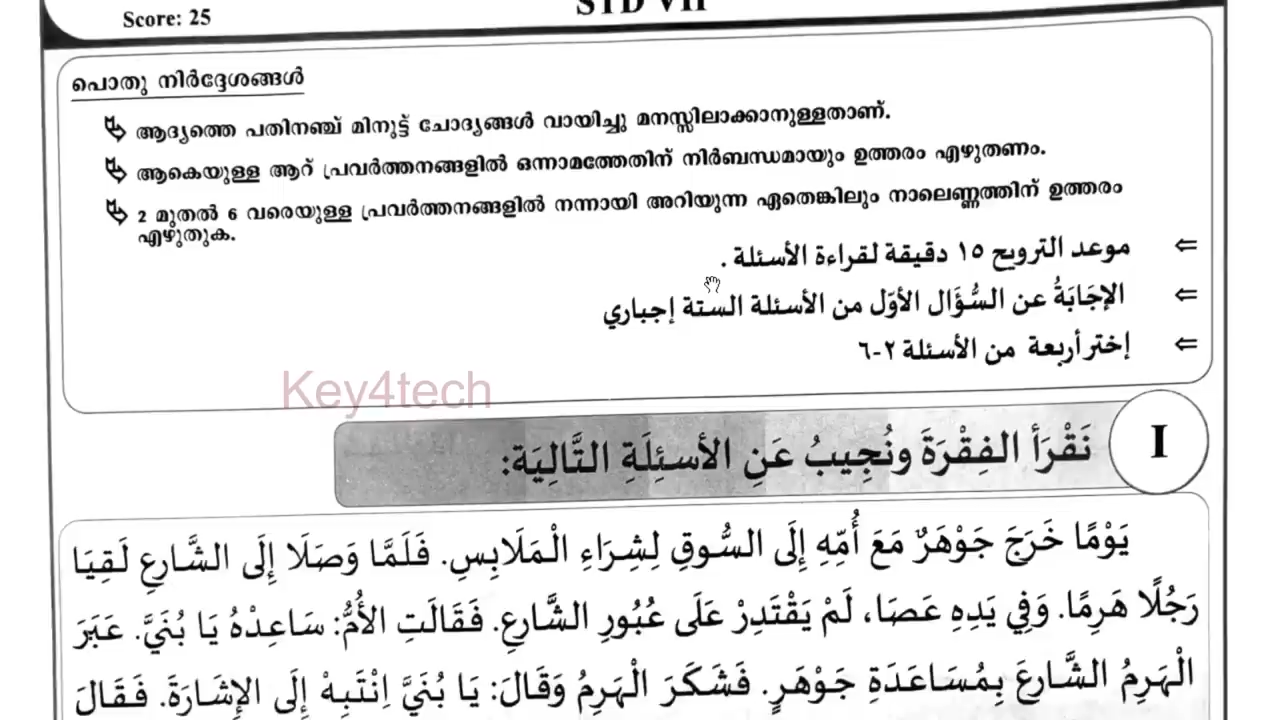 Score: 25
STD VII
പൊതു നിർദ്ദേശങ്ങൾ
ആദ്യത്തെ പതിനഞ്ച് മിനുട്ട് ചോദ്യങ്ങൾ വായിച്ചു മനസ്സിലാക്കാനുള്ളതാണ്.
ആകെയുള്ള ആറ് പ്രവർത്തനങ്ങളിൽ ഒന്നാമത്തേതിന് നിർബന്ധമായും ഉത്തരം എഴുതണം.
2 മുതൽ 6 വരെയുള്ള പ്രവർത്തനങ്ങളിൽ നന്നായി അറിയുന്ന ഏതെങ്കിലും നാലെണ്ണത്തിന് ഉത്തരം
എഴുതുക.
⇐ موعد الترويح ١٥ دقيقة لقراءة الأسئلة .
⇐ الإجَابَةُ عن السُّؤَال الأوّل من الأسئلة الستة إجباري
⇐ إختر أربعة من الأسئلة ٢-٦
Key4tech
I نَقْرَأ الفِقْرَةَ ونُجِيبُ عَنِ الأسئِلَةِ التَّالِيَة:
يَوْمًا خَرَجَ جَوْهَرٌ مَعَ أُمِّهِ إِلَى السُّوقِ لِشِرَاءِ الْمَلَابِسِ. فَلَمَّا وَصَلَا إِلَى الشَّارِعِ لَقِيَا
رَجُلًا هَرِمًا. وَفِي يَدِهِ عَصَا، لَمْ يَقْتَدِرْ عَلَى عُبُورِ الشَّارِعِ. فَقَالَتِ الأُمُّ: سَاعِدْهُ يَا بُنَيَّ. عَبَرَ
الْهَرِمُ الشَّارِعَ بِمُسَاعَدَةِ جَوْهَرٍ. فَشَكَرَ الْهَرِمُ وَقَالَ: يَا بُنَيَّ اِنْتَبِهْ إِلَى الإِشَارَةَ. فَقَالَ